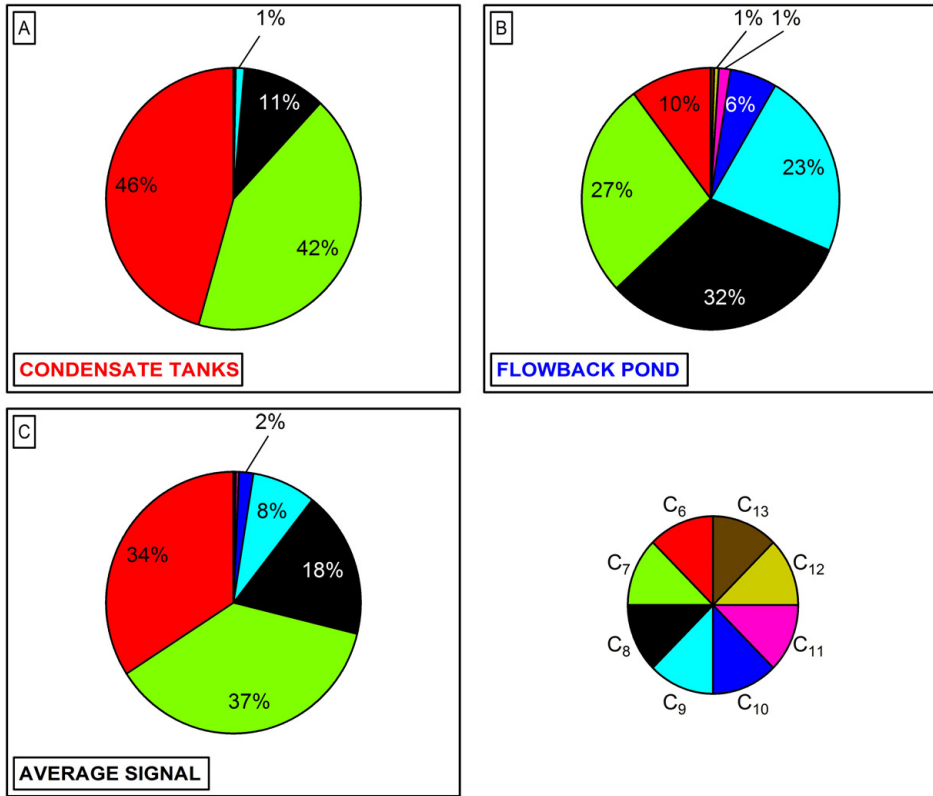 A
1%
11%
46%
42%
CONDENSATE TANKS
B
1% 1%
10%
6%
23%
27%
32%
FLOWBACK POND
C
2%
8%
34%
18%
37%
AVERAGE SIGNAL
C₆ C₁₃
C₇ C₁₂
C₈ C₁₁
C₉ C₁₀